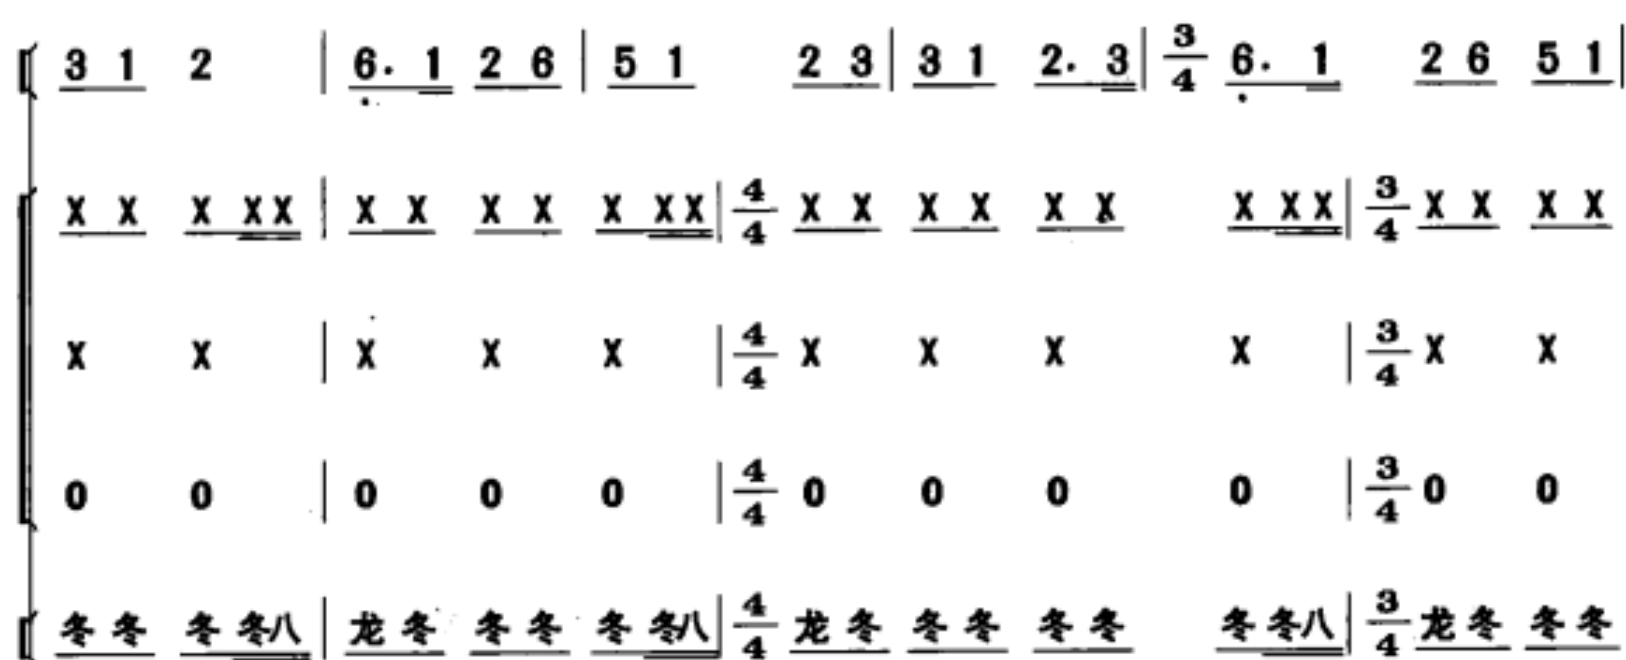 3 1 2 | 6. 1 2 6 | 5 1 2 3 | 3 1 2. 3 | 3/4 6. 1 2 6 5 1 |
X X X X X | X X X X X X X | 4/4 X X X X X X X X X | 3/4 X X X X
X X | X X X | 4/4 X X X X | 3/4 X X
0 0 | 0 0 0 | 4/4 0 0 0 0 | 3/4 0 0
冬 冬 冬 冬八 | 龙 冬 冬 冬 冬 冬八 | 4/4 龙 冬 冬 冬 冬 冬 冬 冬八 | 3/4 龙 冬 冬 冬